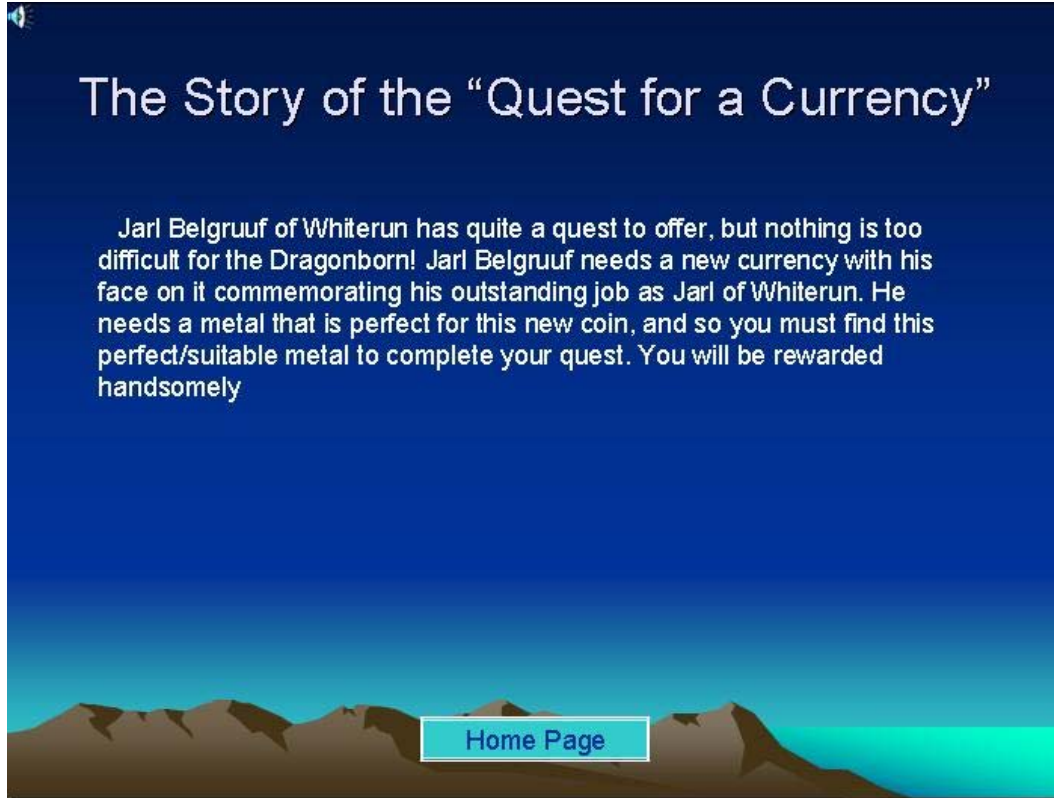 The Story of the “Quest for a Currency”
Jarl Belgruuf of Whiterun has quite a quest to offer, but nothing is too
difficult for the Dragonborn! Jarl Belgruuf needs a new currency with his
face on it commemorating his outstanding job as Jarl of Whiterun. He
needs a metal that is perfect for this new coin, and so you must find this
perfect/suitable metal to complete your quest. You will be rewarded
handsomely
Home Page